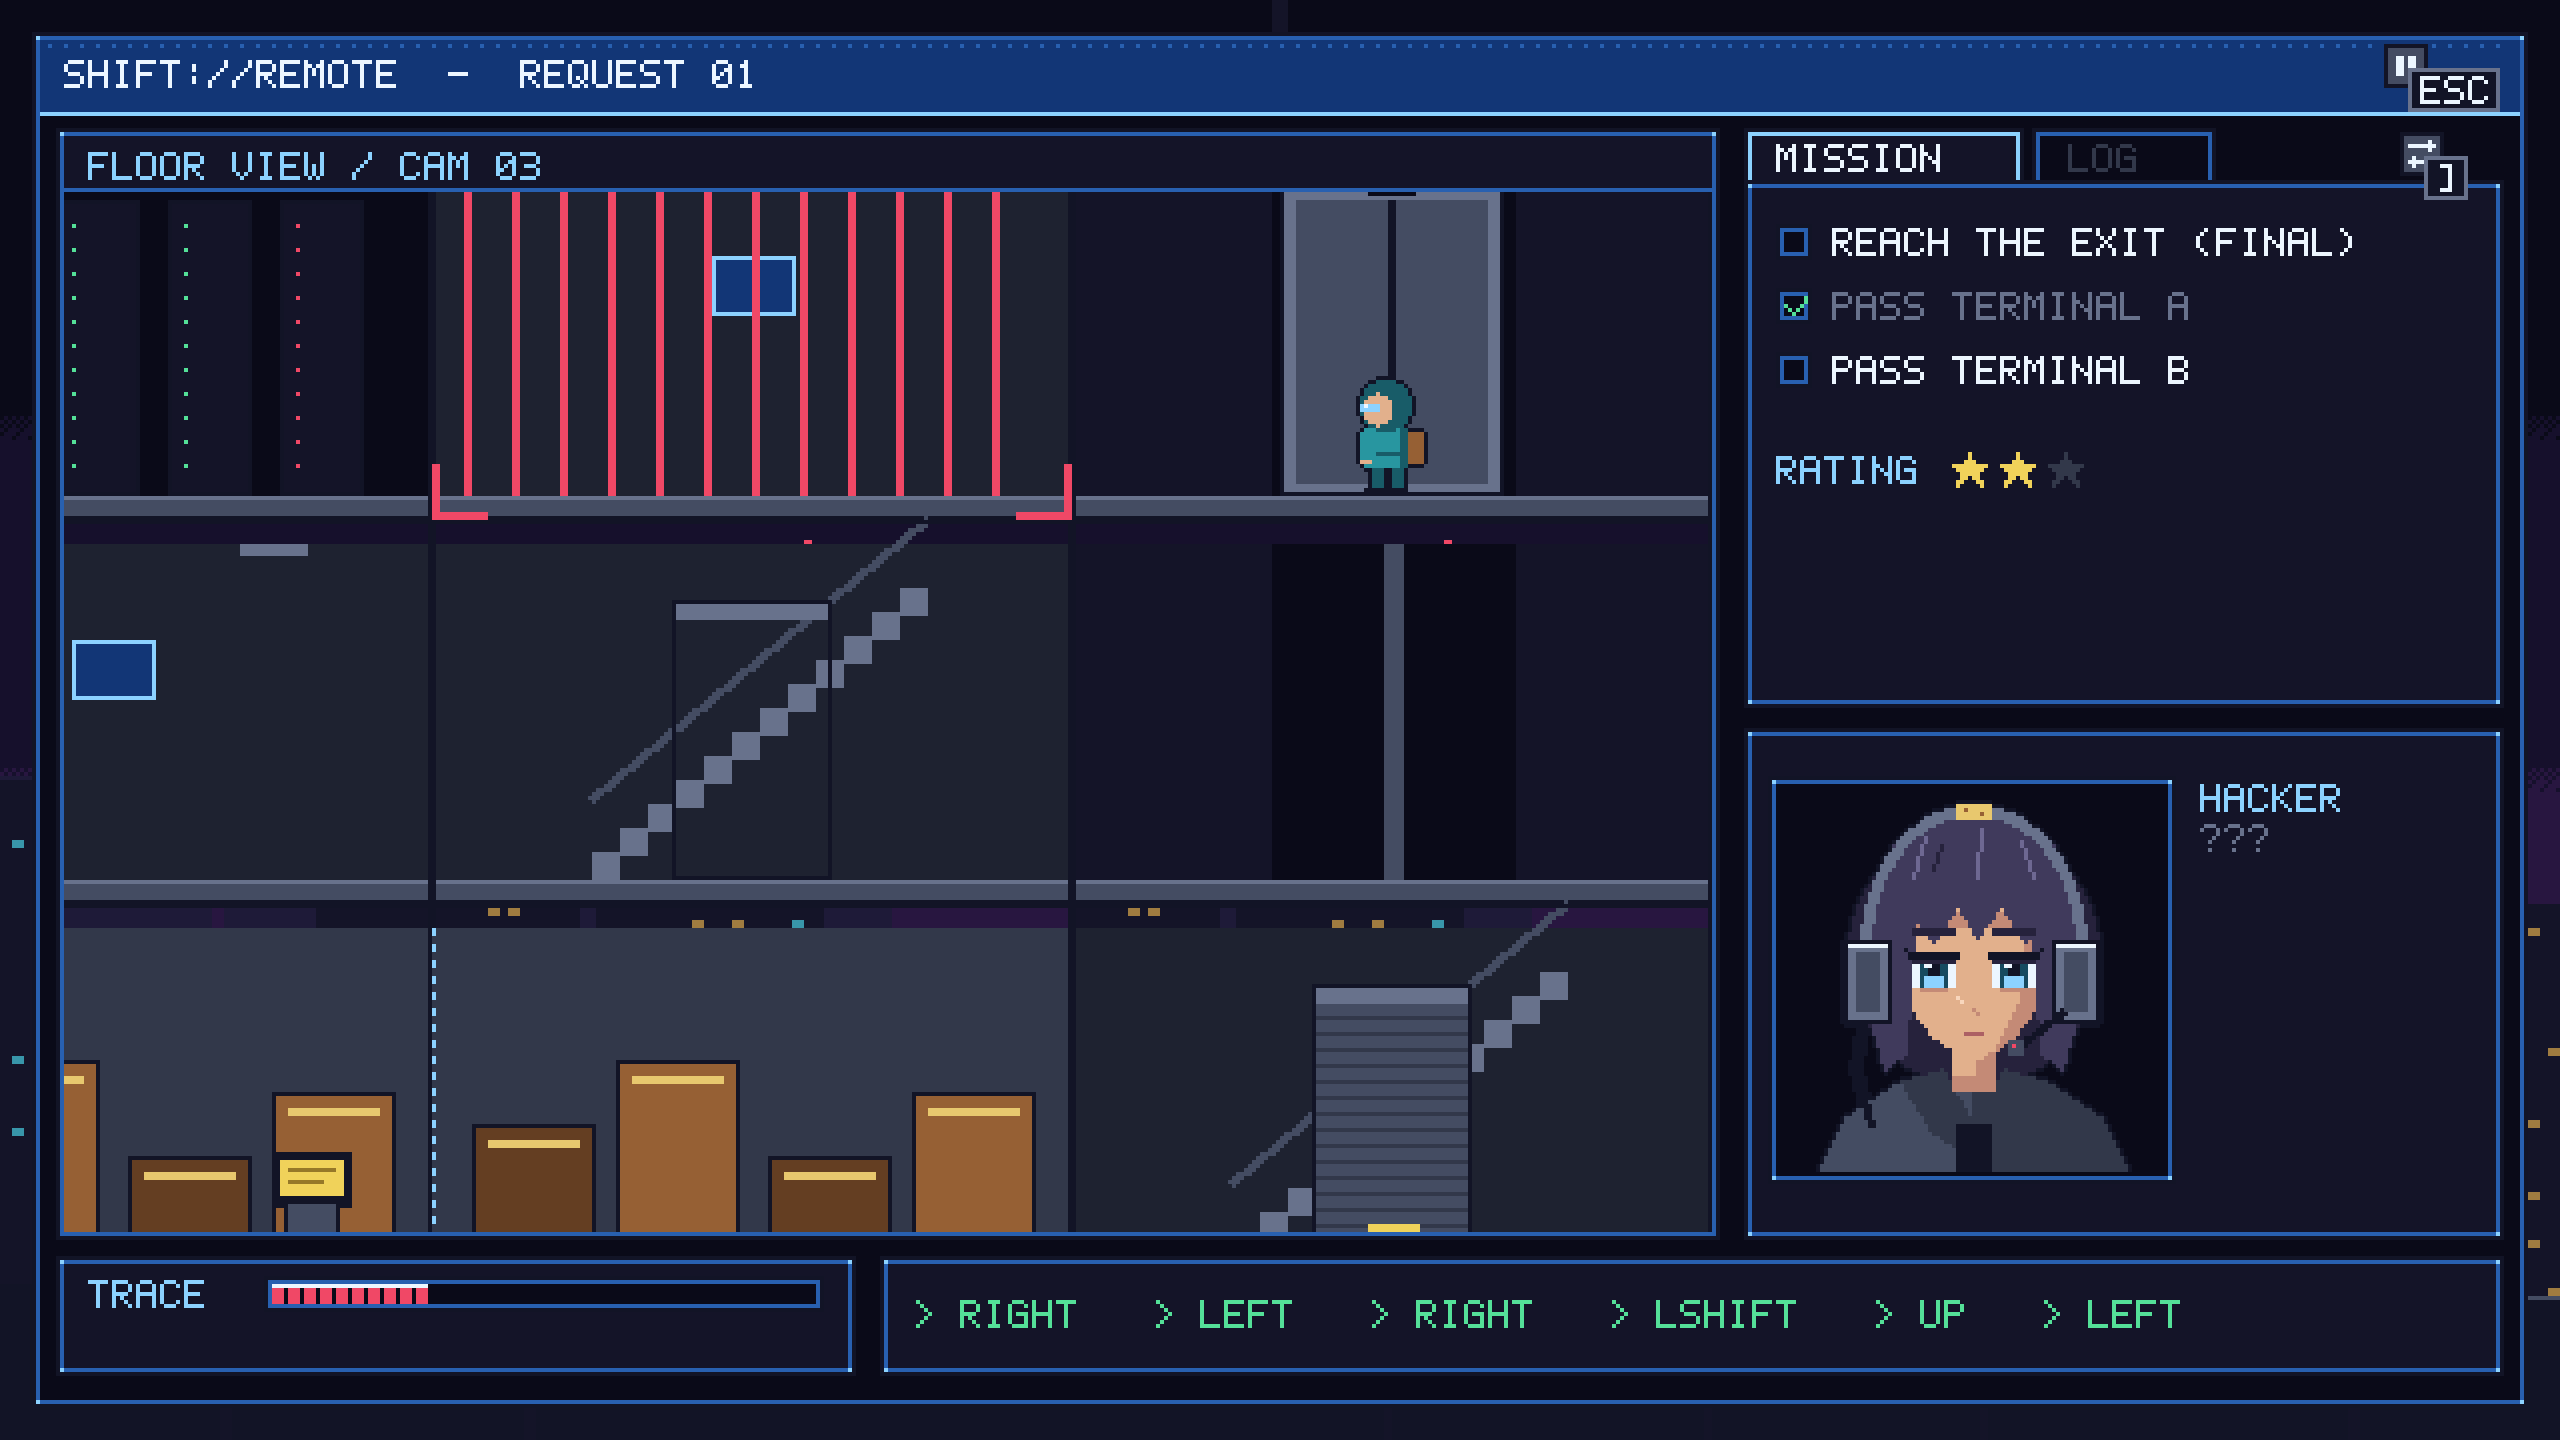 SHIFT://REMOTE - REQUEST 01
ESC
FLOOR VIEW / CAM 03
MISSION LOG
]
REACH THE EXIT (FINAL)
PASS TERMINAL A
PASS TERMINAL B
RATING
HACKER
???
TRACE
> RIGHT > LEFT > RIGHT > LSHIFT > UP > LEFT